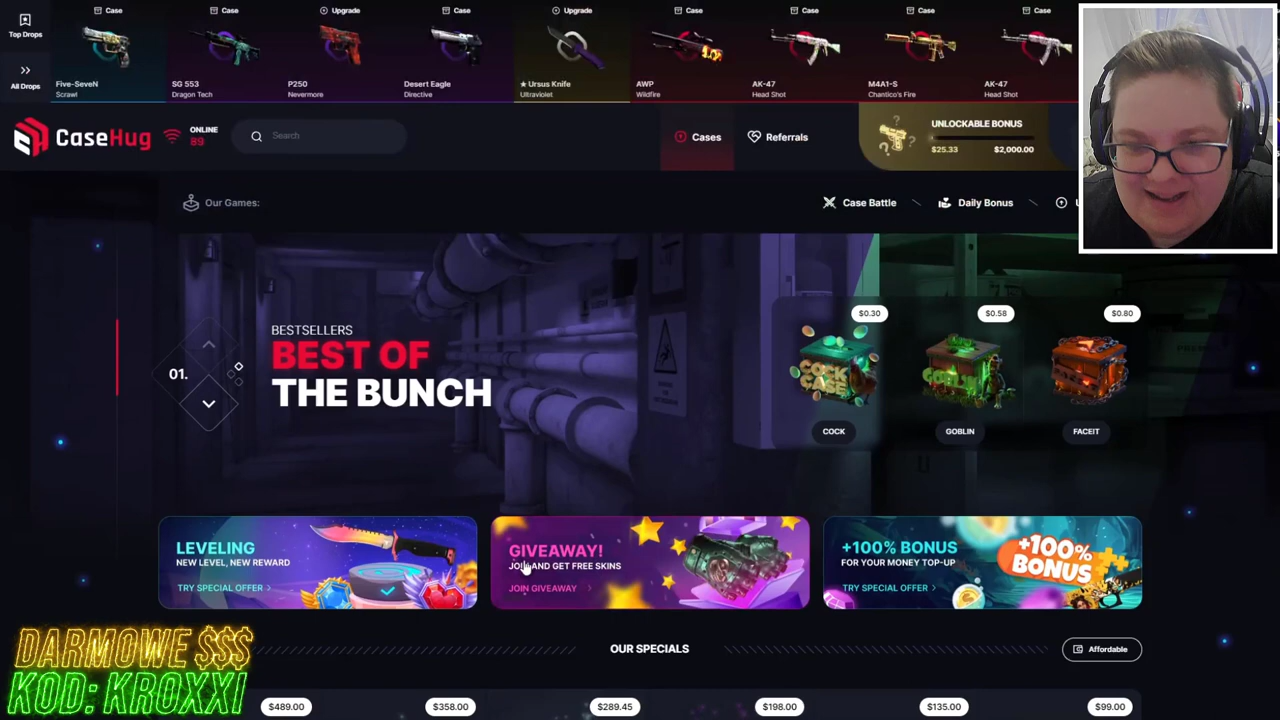 Top Drops
All Drops
Case
Five-SeveN
Scrawl
Case
SG 553
Dragon Tech
Upgrade
P250
Nevermore
Case
Desert Eagle
Directive
Upgrade
★ Ursus Knife
Ultraviolet
Case
AWP
Wildfire
Case
AK-47
Head Shot
Case
M4A1-S
Chantico's Fire
Case
AK-47
Head Shot
CaseHug
ONLINE
89
Search
Cases
Referrals
UNLOCKABLE BONUS
$25.33
$2,000.00
Our Games:
Case Battle
Daily Bonus
01.
BESTSELLERS
BEST OF
THE BUNCH
$0.30
$0.58
$0.80
COCK
CASE
GOBLIN
COCK
GOBLIN
FACEIT
LEVELING
NEW LEVEL, NEW REWARD
TRY SPECIAL OFFER
GIVEAWAY!
JOIN AND GET FREE SKINS
JOIN GIVEAWAY
+100% BONUS
FOR YOUR MONEY TOP-UP
TRY SPECIAL OFFER
+100%
BONUS
DARMOWE $$$
KOD: KROXXI
OUR SPECIALS
Affordable
$489.00
$358.00
$289.45
$198.00
$135.00
$99.00